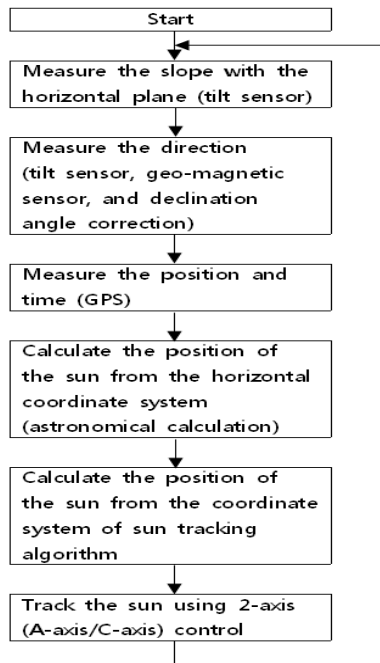 Start
Measure the slope with the
horizontal plane (tilt sensor)
Measure the direction
(tilt sensor, geo-magnetic
sensor, and declination
angle correction)
Measure the position and
time (GPS)
Calculate the position of
the sun from the horizontal
coordinate system
(astronomical calculation)
Calculate the position of
the sun from the coordinate
system of sun tracking
algorithm
Track the sun using 2-axis
(A-axis/C-axis) control